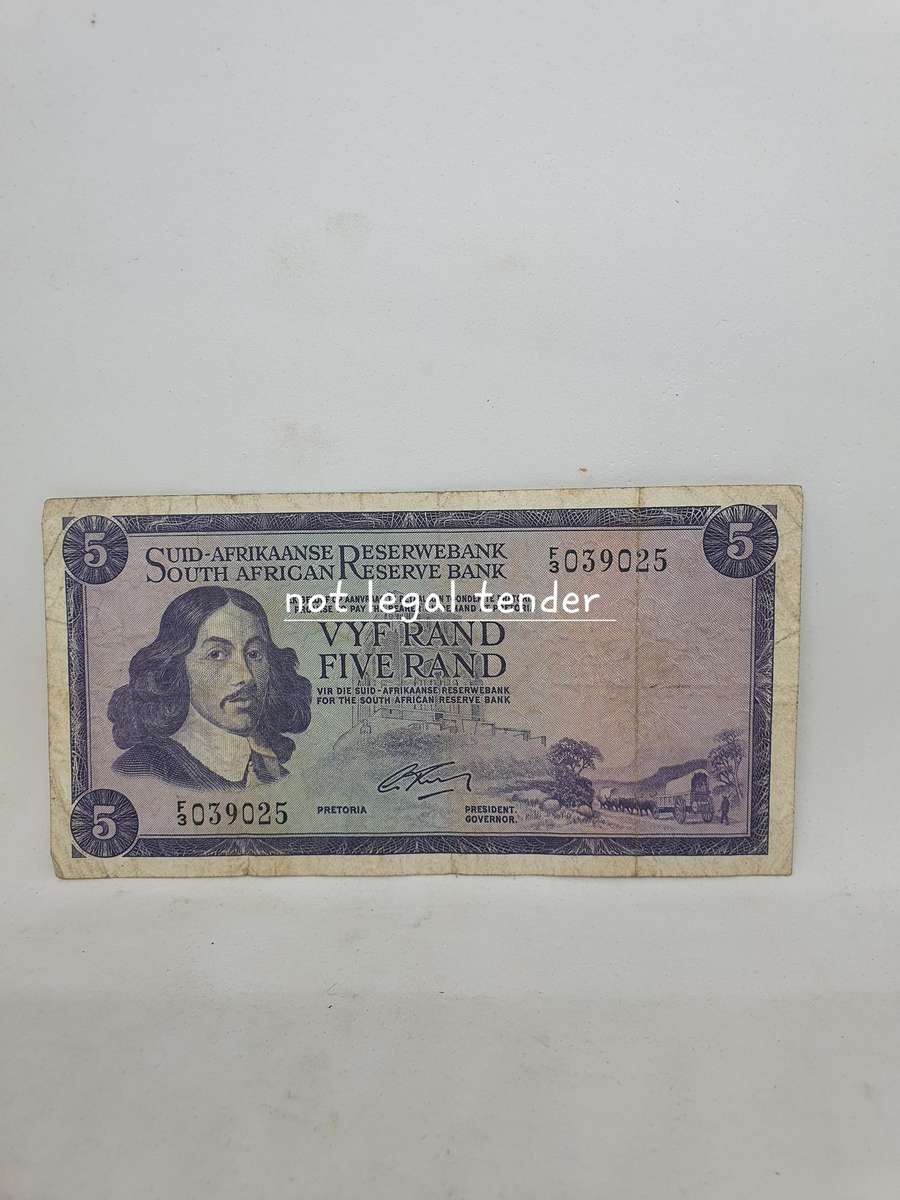 5
5
SUID-AFRIKAANSE RESERWEBANK
SOUTH AFRICAN RESERVE BANK
F/3 039025
not legal tender
VYF RAND
FIVE RAND
VIR DIE SUID-AFRIKAANSE RESERWEBANK
FOR THE SOUTH AFRICAN RESERVE BANK
F/3 039025
PRETORIA
PRESIDENT.
GOVERNOR.
5